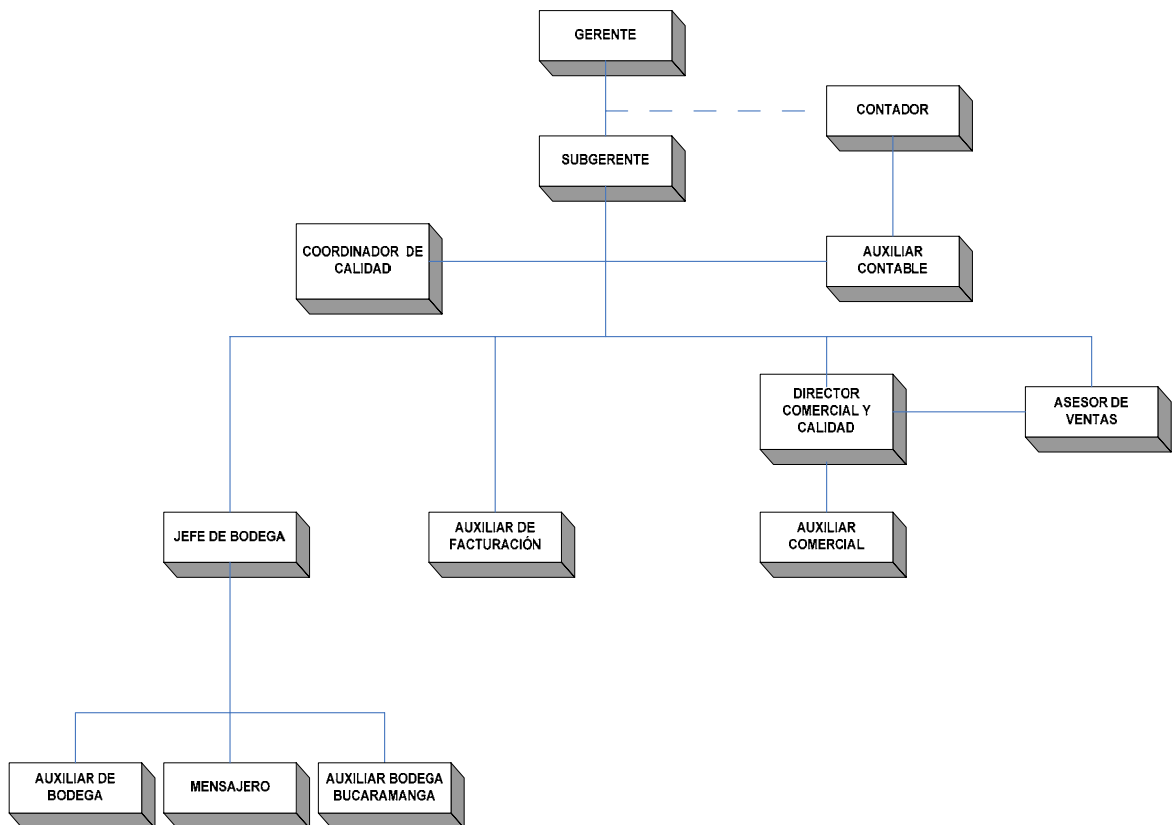 GERENTE
CONTADOR
SUBGERENTE
COORDINADOR DE
CALIDAD
AUXILIAR
CONTABLE
DIRECTOR
COMERCIAL Y
CALIDAD
ASESOR DE
VENTAS
JEFE DE BODEGA
AUXILIAR DE
FACTURACIÓN
AUXILIAR
COMERCIAL
AUXILIAR DE
BODEGA
MENSAJERO
AUXILIAR BODEGA
BUCARAMANGA